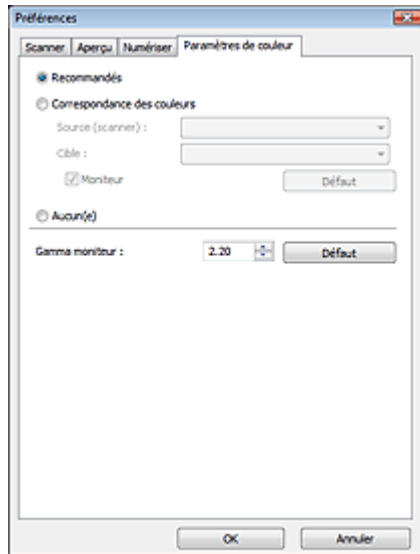 Préférences
Scanner Aperçu Numériser Paramètres de couleur
Recommandés
Correspondance des couleurs
Source (scanner) :
Cible :
Moniteur Défaut
Aucun(e)
Gamma moniteur : 2.20 Défaut
OK Annuler